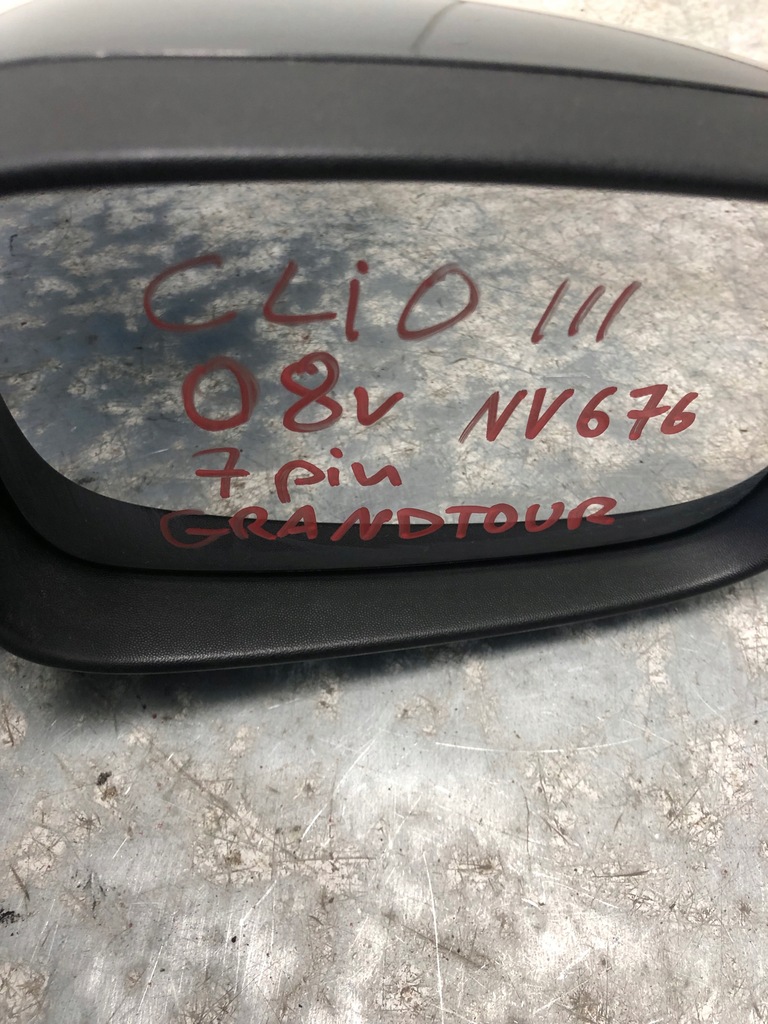 CLiO III
08v NV676
7 pin
GRANDTOUR